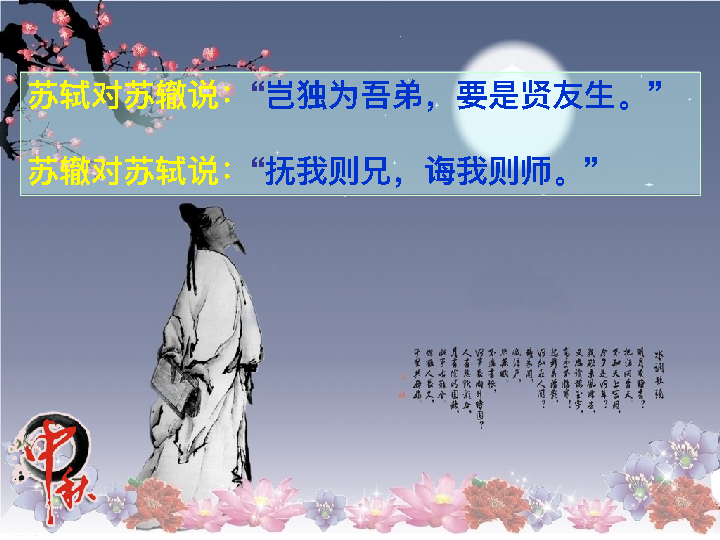 苏轼对苏辙说：“岂独为吾弟，要是贤友生。”
苏辙对苏轼说：“抚我则兄，诲我则师。”
水调歌头
明月几时有？
把酒问青天。
不知天上宫阙，
今夕是何年？
我欲乘风归去，
又恐琼楼玉宇，
高处不胜寒！
起舞弄清影，
何似在人间？
转朱阁，
低绮户，
照无眠。
不应有恨，
何事长向别时圆？
人有悲欢离合，
月有阴晴圆缺，
此事古难全。
但愿人长久，
千里共婵娟。
中秋